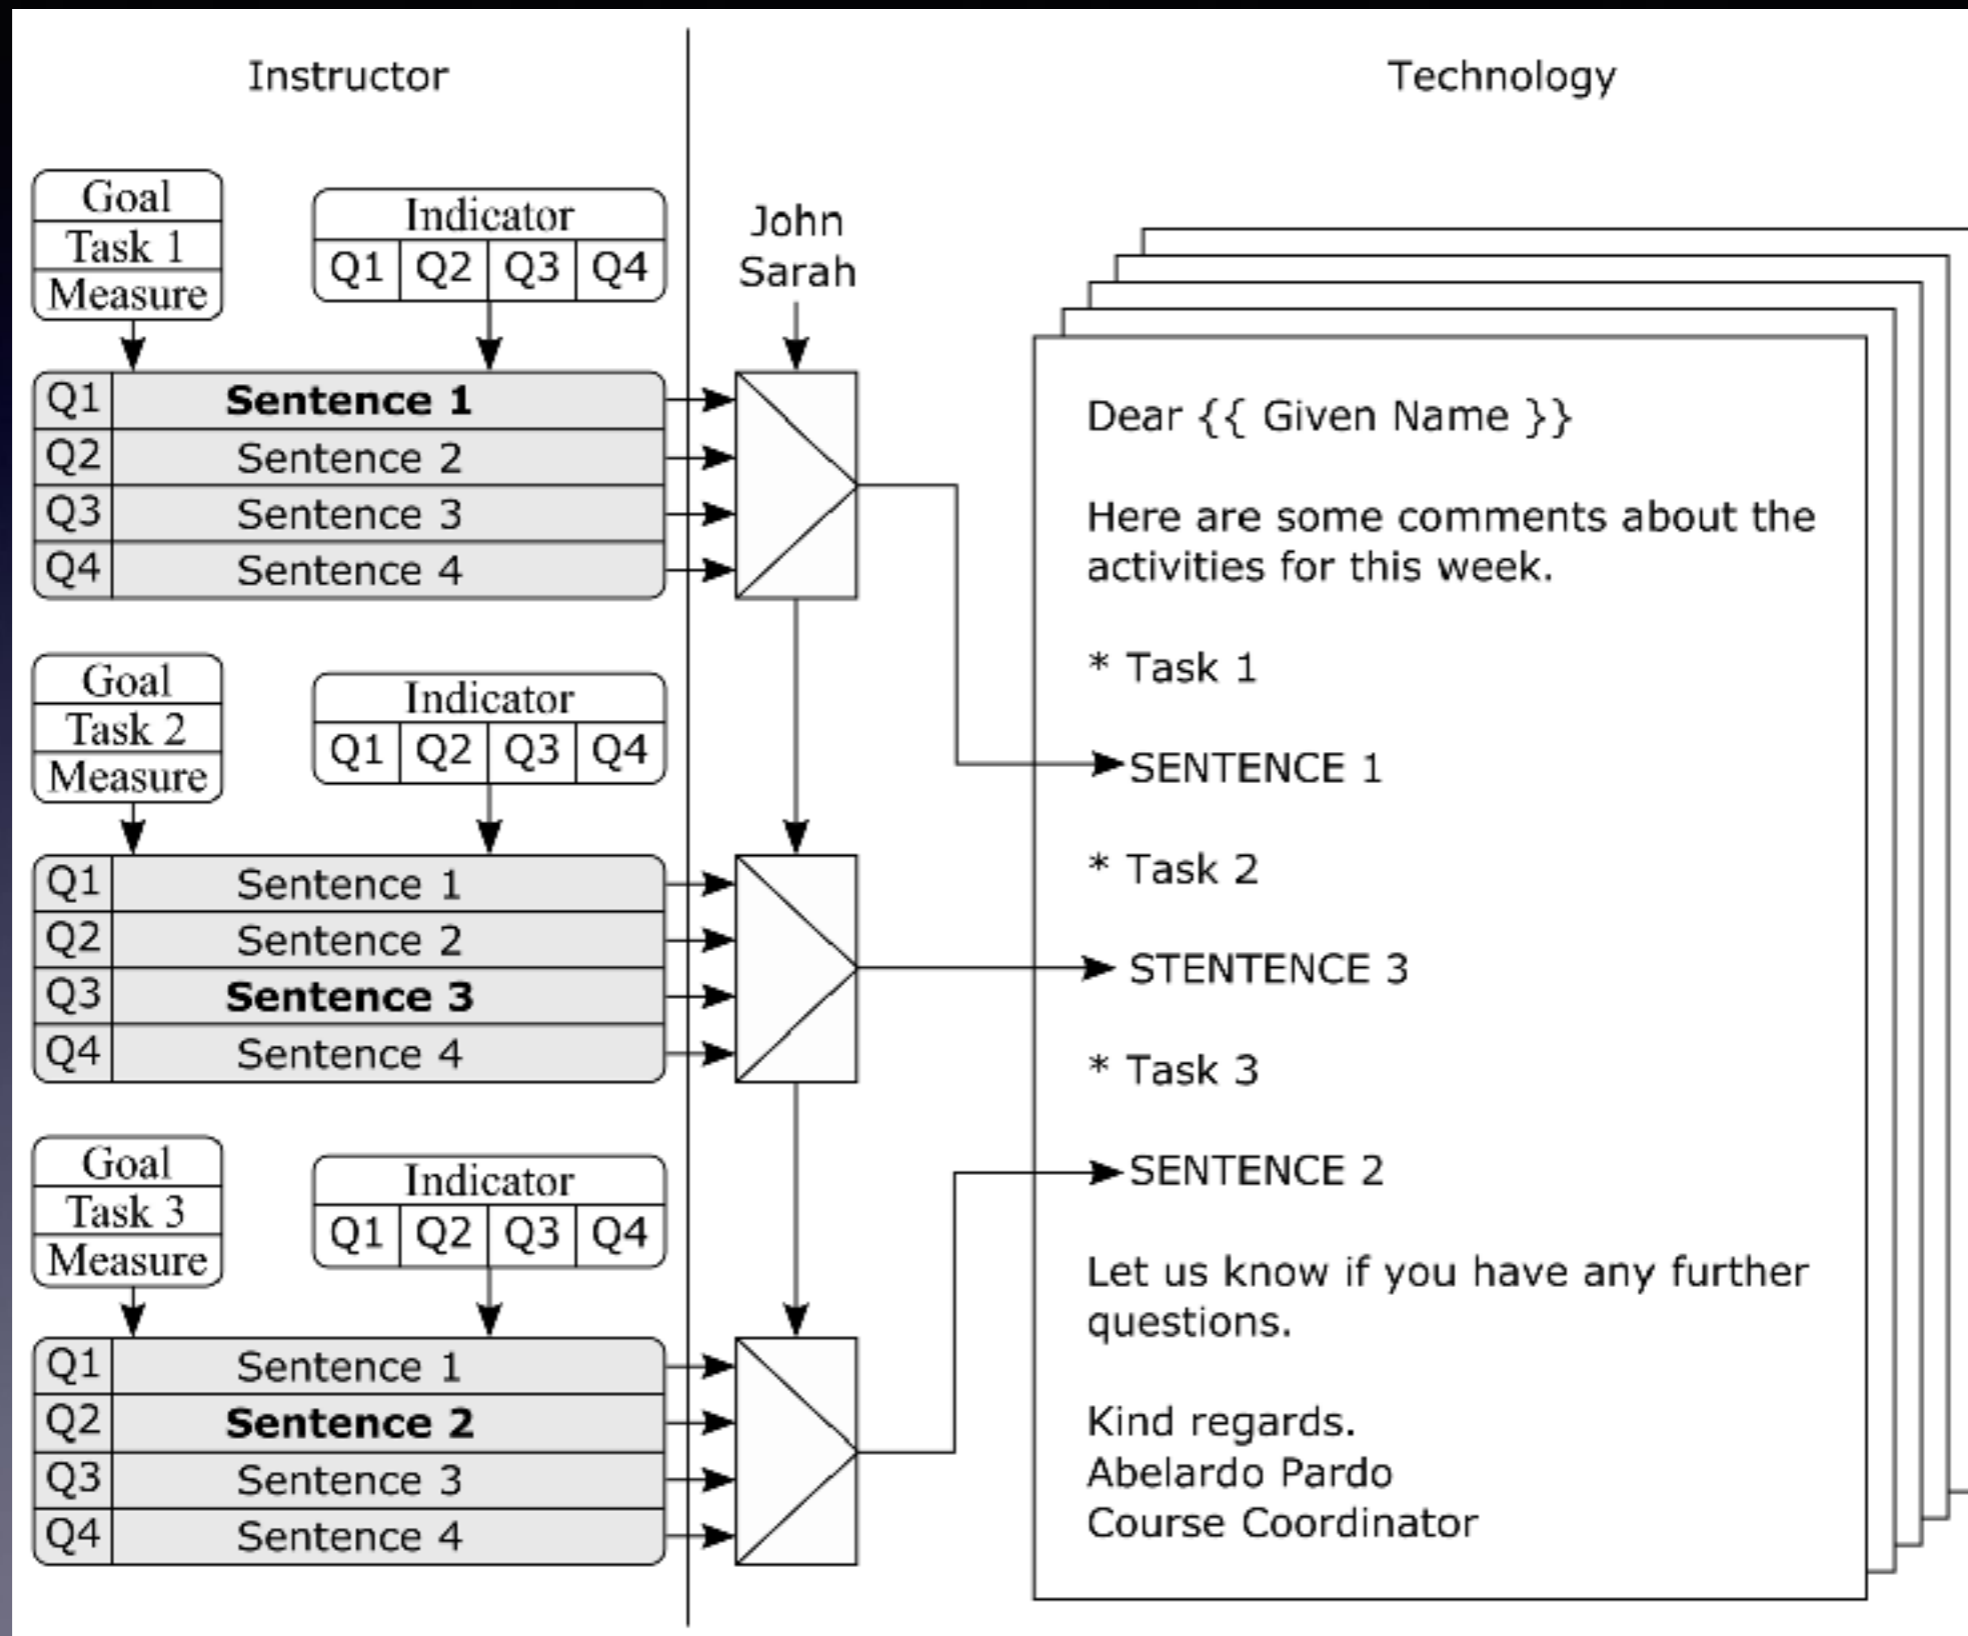 Instructor
Technology
Goal
Task 1
Measure
Indicator
Q1 Q2 Q3 Q4
John
Sarah
Q1 Sentence 1
Q2 Sentence 2
Q3 Sentence 3
Q4 Sentence 4
Goal
Task 2
Measure
Indicator
Q1 Q2 Q3 Q4
Q1 Sentence 1
Q2 Sentence 2
Q3 Sentence 3
Q4 Sentence 4
Goal
Task 3
Measure
Indicator
Q1 Q2 Q3 Q4
Q1 Sentence 1
Q2 Sentence 2
Q3 Sentence 3
Q4 Sentence 4
Dear {{ Given Name }}
Here are some comments about the
activities for this week.
* Task 1
SENTENCE 1
* Task 2
STENTENCE 3
* Task 3
SENTENCE 2
Let us know if you have any further
questions.
Kind regards.
Abelardo Pardo
Course Coordinator